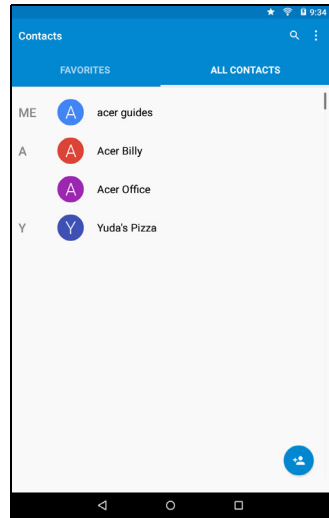 9:34
Contacts
FAVORITES ALL CONTACTS
ME A acer guides
A A Acer Billy
A Acer Office
Y Y Yuda's Pizza